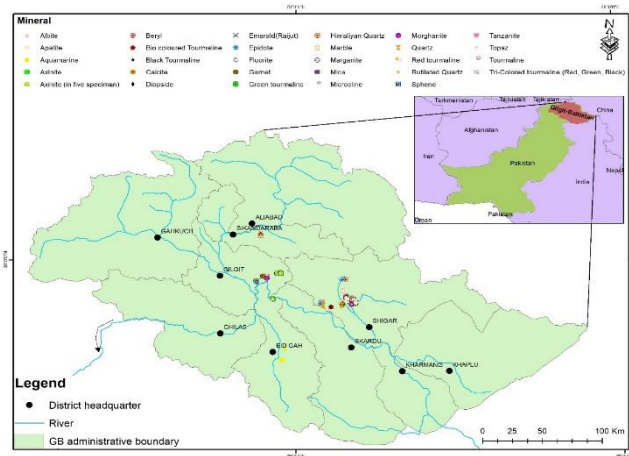 Mineral
Albite
Apatite
Aquamarine
Axinite
Axinite (in five specimen)
Beryl
Bio coloured Tourmaline
Black Tourmaline
Calcite
Diopside
Emerald(Raijut)
Epidote
Fluorite
Garnet
Green tourmaline
Himaliyan Quartz
Marble
Marganite
Mica
Microcline
Morghanite
Quartz
Red tourmaline
Rutilated Quartz
Sphene
Tanzanite
Topaz
Tourmaline
Tri-Colored tourmaline (Red, Green, Black)
N
Turkmanistan
Tajikistan
China
Gilgit-Baltistan
Afghanistan
Iran
Pakistan
India
Nepal
Oman
Pakistan
ALIABAD
SIKANDARABA
GAHKUCH
GILGIT
CHILAS
EID GAH
SHIGAR
SKARDU
KHARMANG
KHAPLU
Legend
District headquarter
River
GB administrative boundary
0 25 50 100 Km